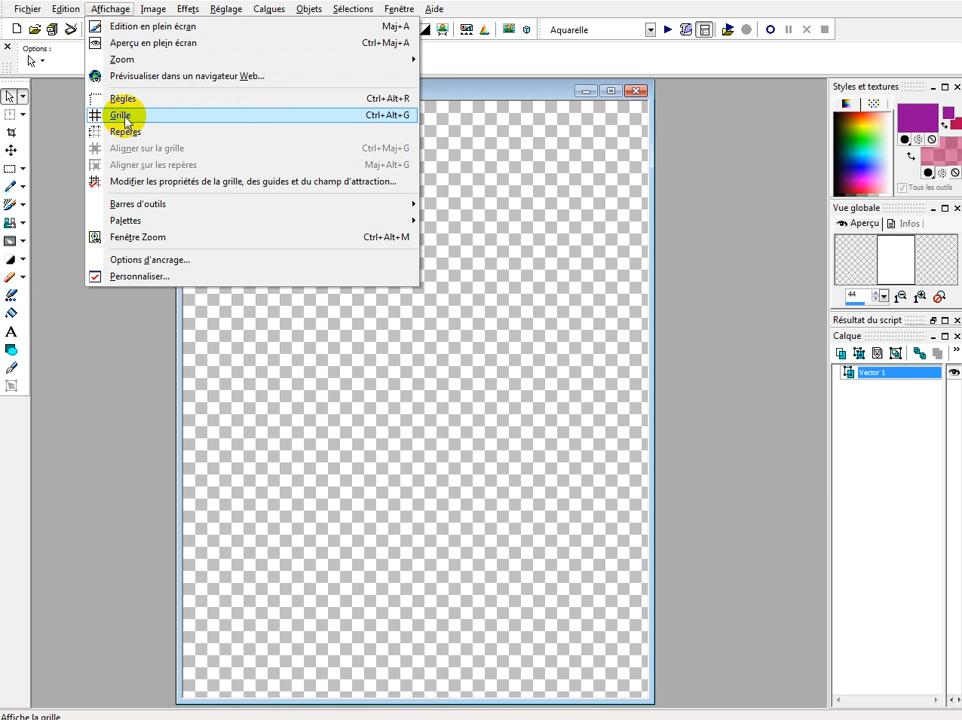 Fichier Edition Affichage Image Effets Réglage Calques Objets Sélections Fenêtre Aide
Options :
Aquarelle
Edition en plein écran Maj+A
Aperçu en plein écran Ctrl+Maj+A
Zoom
Prévisualiser dans un navigateur Web...
Règles Ctrl+Alt+R
Grille Ctrl+Alt+G
Repères
Aligner sur la grille Ctrl+Maj+G
Aligner sur les repères Maj+Alt+G
Modifier les propriétés de la grille, des guides et du champ d'attraction...
Barres d'outils
Palettes
Fenêtre Zoom Ctrl+Alt+M
Options d'ancrage...
Personnaliser...
Styles et textures
Tous les outils
Vue globale
Aperçu Infos
44
Résultat du script
Calque
Vector 1
Affiche la grille